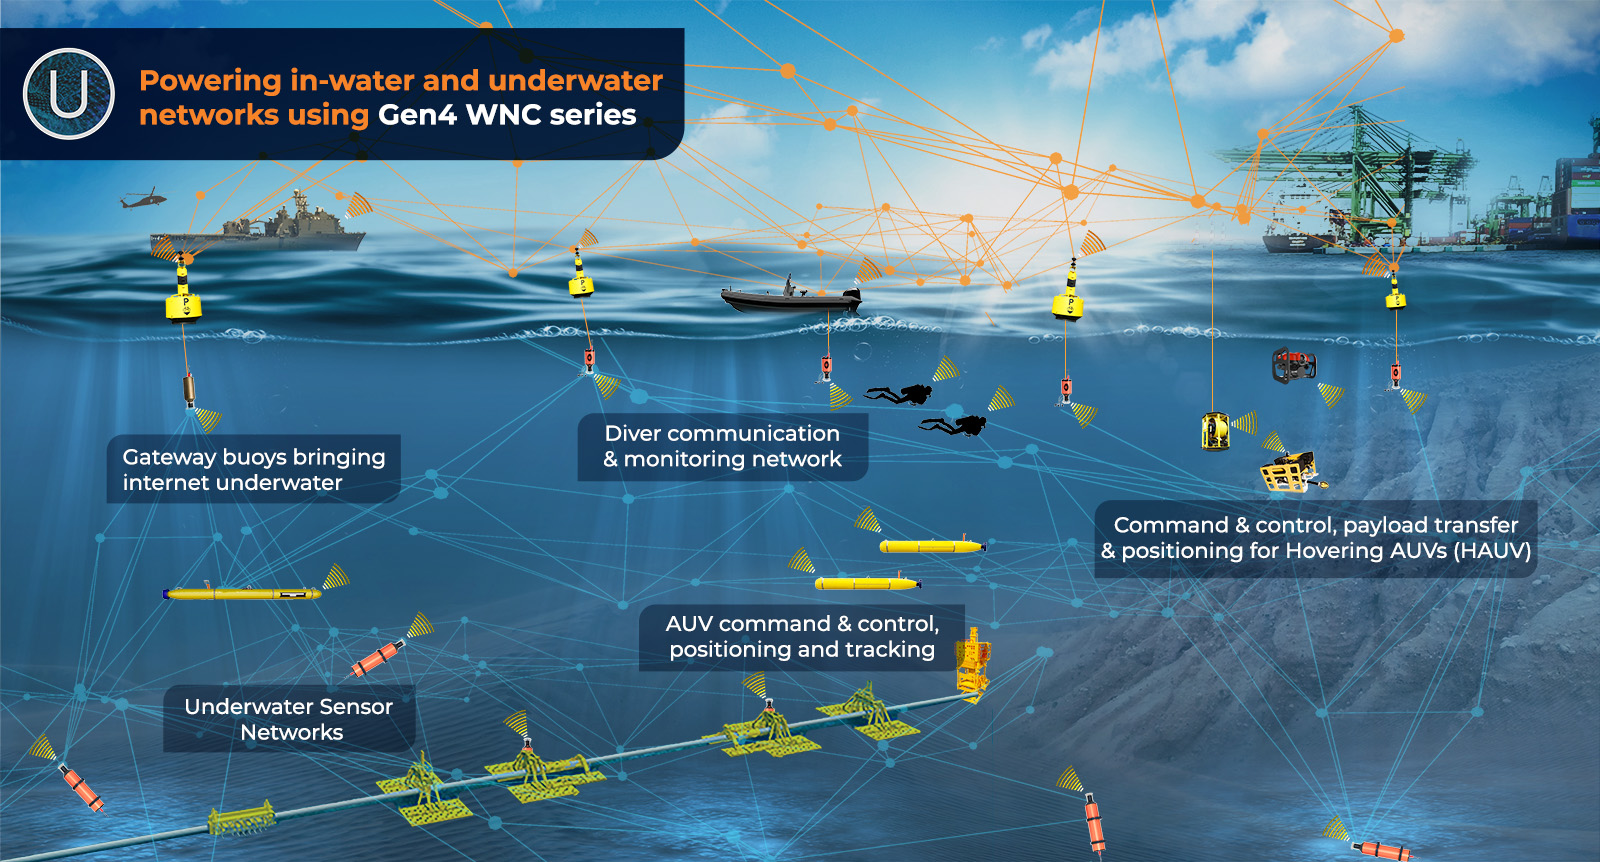 U
Powering in-water and underwater
networks using Gen4 WNC series
P
P
P
P
Gateway buoys bringing
internet underwater
Diver communication
& monitoring network
Command & control, payload transfer
& positioning for Hovering AUVs (HAUV)
AUV command & control,
positioning and tracking
Underwater Sensor
Networks